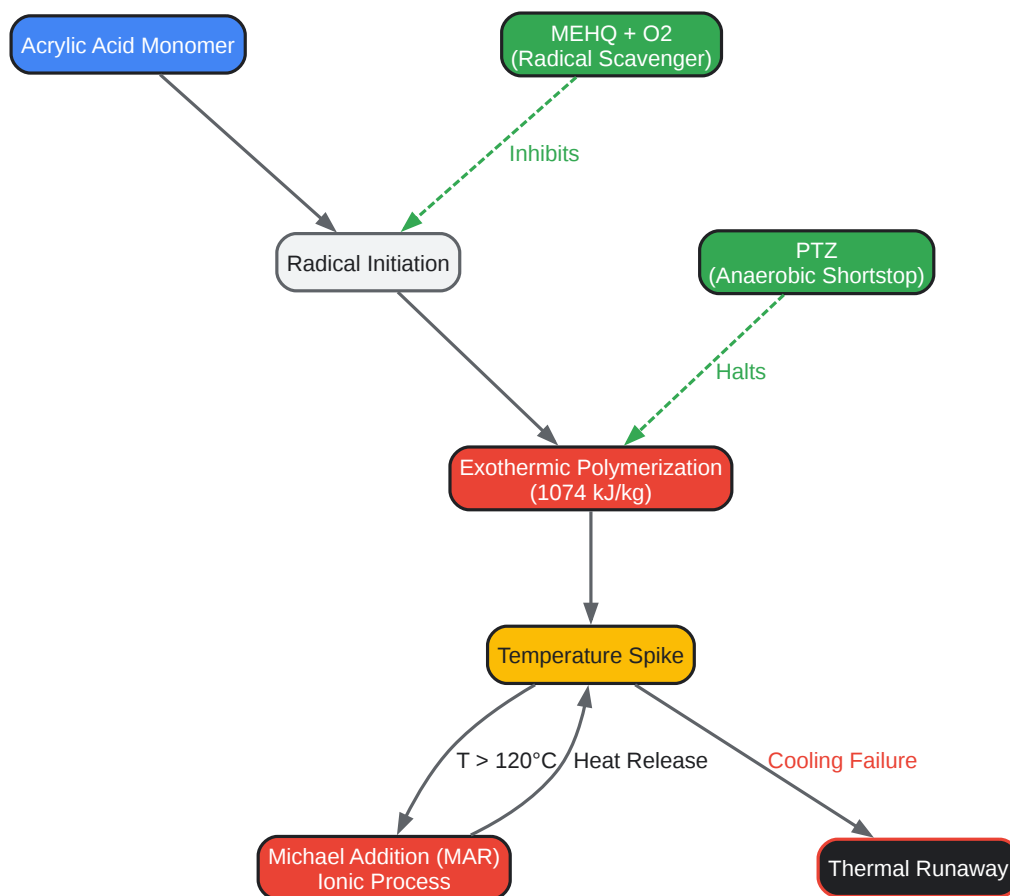 Acrylic Acid Monomer
MEHQ + O2
(Radical Scavenger)
Inhibits
Radical Initiation
PTZ
(Anaerobic Shortstop)
Halts
Exothermic Polymerization
(1074 kJ/kg)
Temperature Spike
T > 120°C
Heat Release
Cooling Failure
Michael Addition (MAR)
Ionic Process
Thermal Runaway